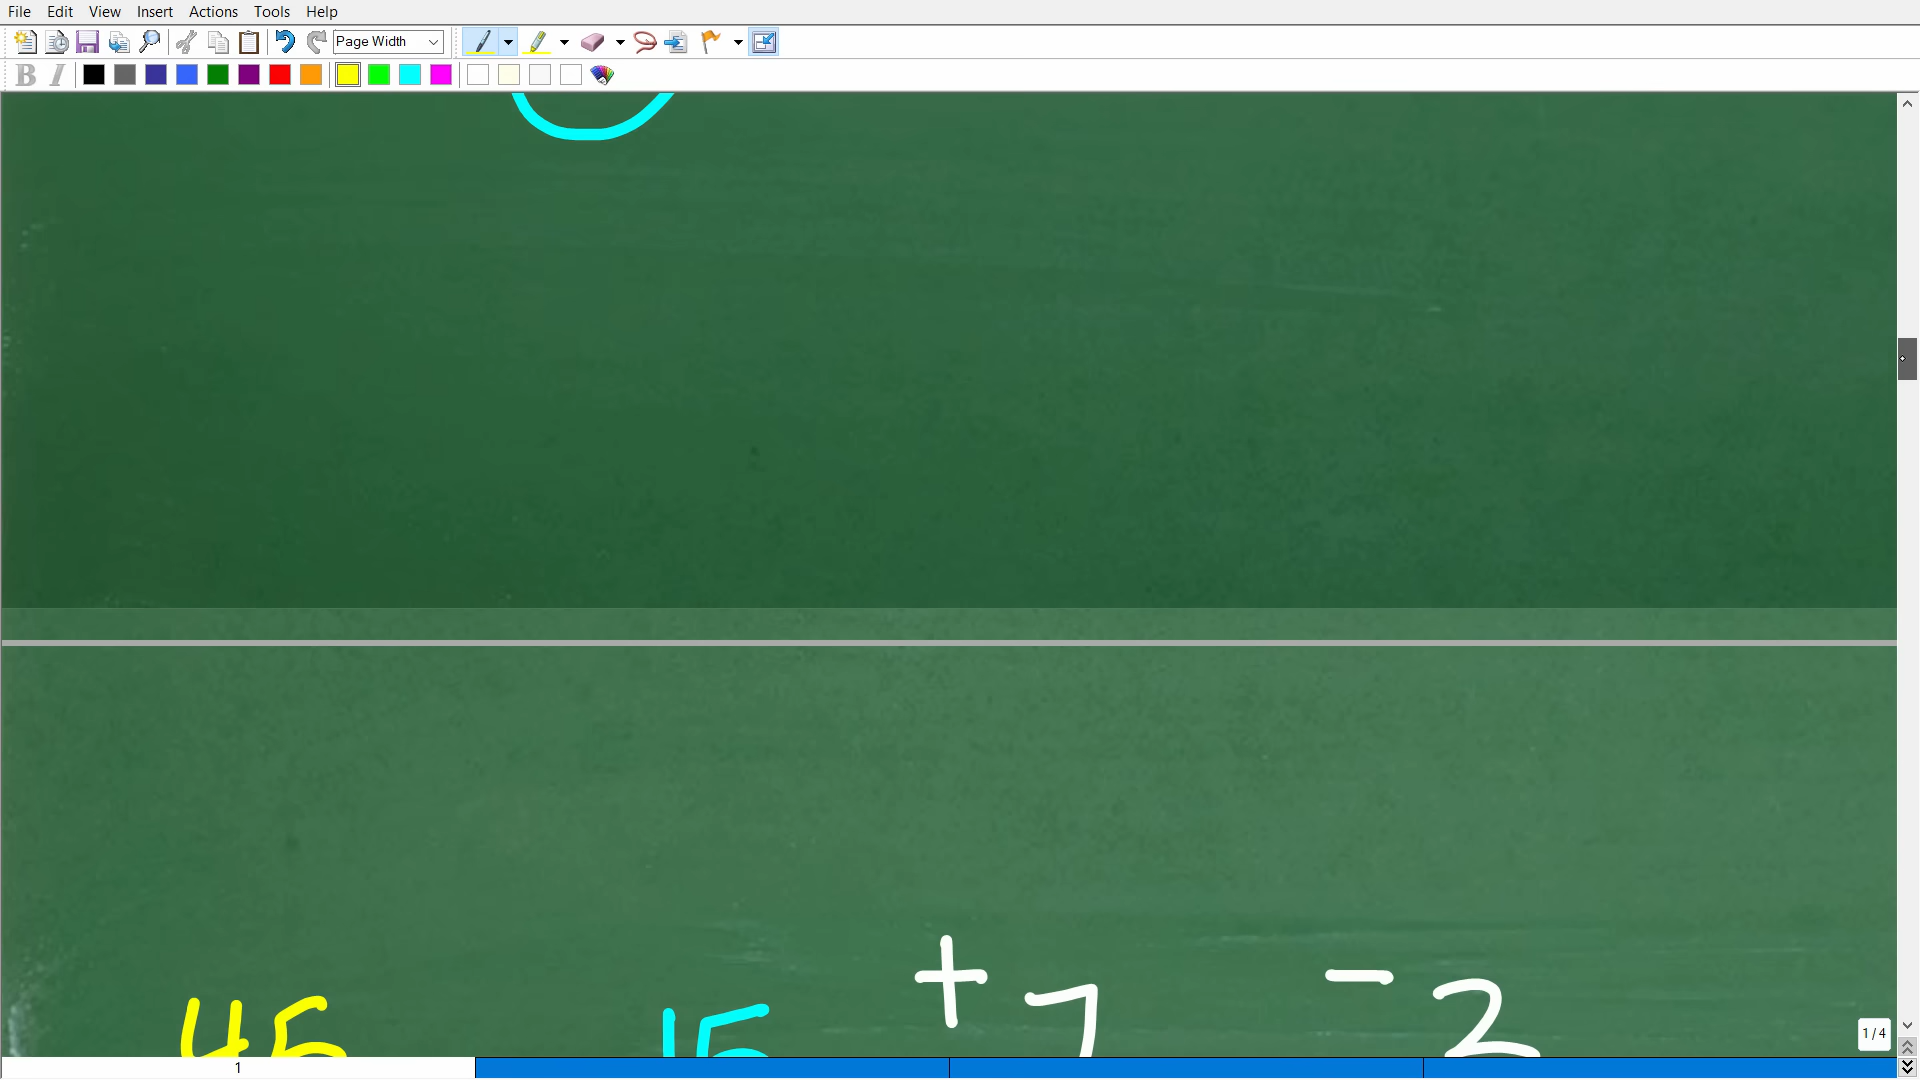 File Edit View Insert Actions Tools Help
Page Width
B I
45 15 +7 -2
1 / 4
1